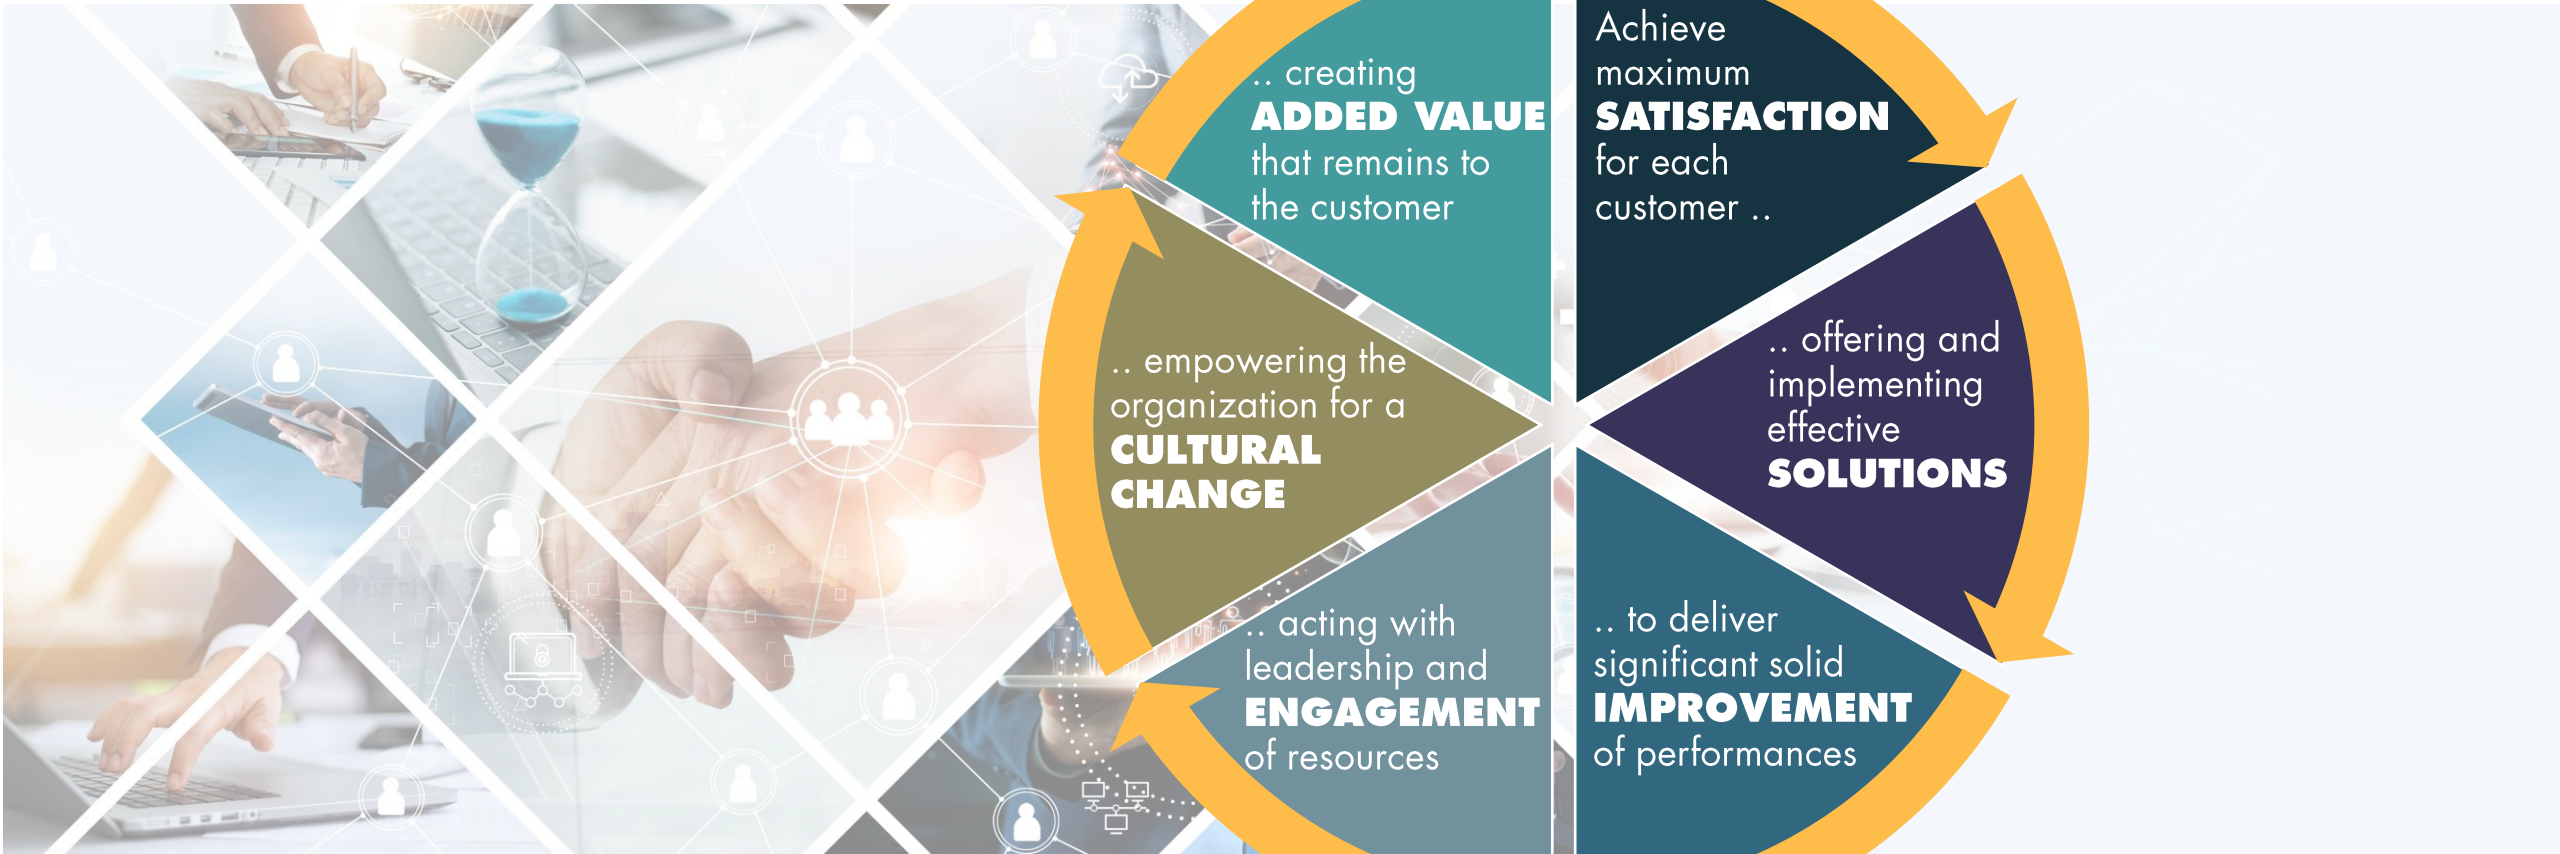 Achieve
maximum
SATISFACTION
for each
customer ..
.. offering and
implementing
effective
SOLUTIONS
.. to deliver
significant solid
IMPROVEMENT
of performances
.. acting with
leadership and
ENGAGEMENT
of resources
.. empowering the
organization for a
CULTURAL
CHANGE
.. creating
ADDED VALUE
that remains to
the customer